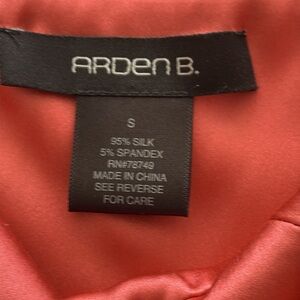 ARDEN B.
S
95% SILK
5% SPANDEX
RN#78749
MADE IN CHINA
SEE REVERSE
FOR CARE